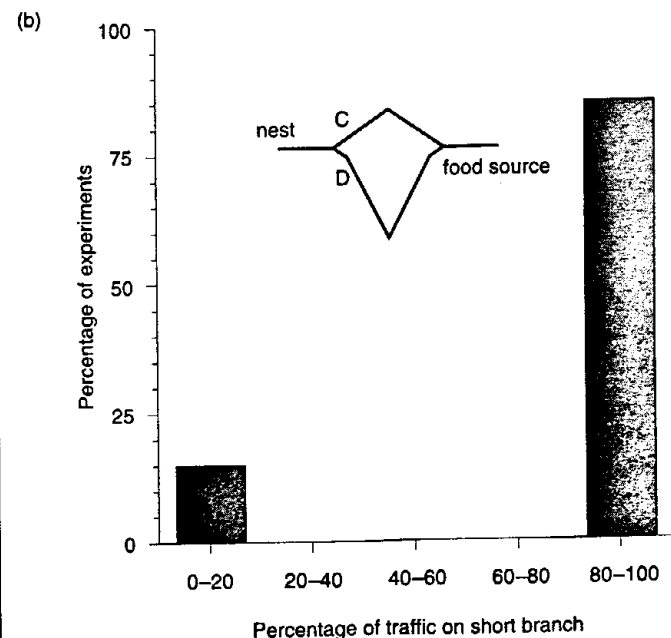 (b)
100
75
50
25
0
Percentage of experiments
nest
C
D
food source
0–20
20–40
40–60
60–80
80–100
Percentage of traffic on short branch